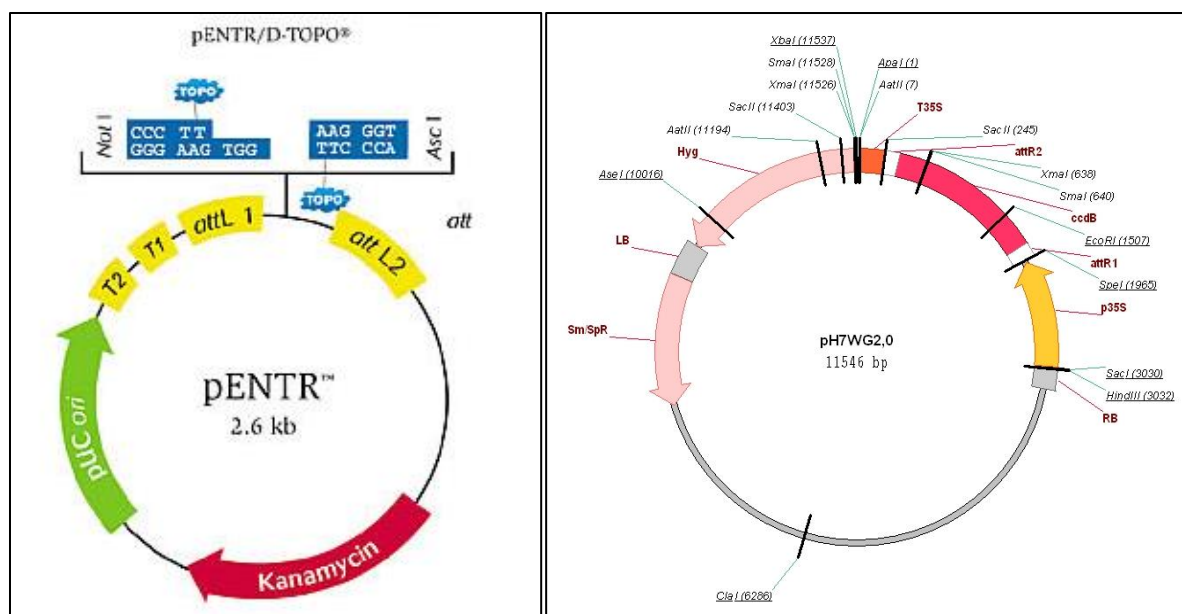 pENTR/D-TOPO®
TOPO
Not I
CCC TT
GGG AAG TGG
AAG GGT
TTC CCA
Asc I
TOPO
att
attL 1
att L2
T1
T2
pUC ori
pENTR™
2.6 kb
Kanamycin
XbaI (11537)
SmaI (11528)
ApaI (1)
XmaI (11526)
AatII (7)
SacII (11403)
T35S
AatII (11194)
SacII (245)
Hyg
attR2
AseI (10016)
XmaI (638)
SmaI (640)
ccdB
EcoRI (1507)
LB
attR1
SpeI (1965)
p35S
Sm/SpR
pH7WG2,0
11546 bp
SacI (3030)
HindIII (3032)
RB
ClaI (6286)